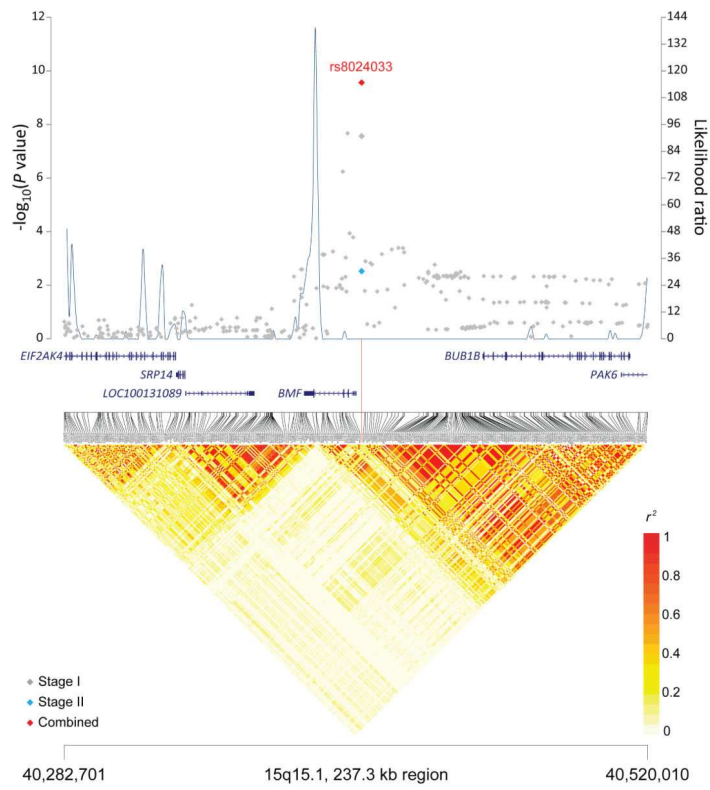 12
10
8
6
4
2
0
-log10(P value)
rs8024033
144
132
120
108
96
84
72
60
48
36
24
12
0
Likelihood ratio
EIF2AK4
SRP14
LOC100131089
BMF
BUB1B
PAK6
r2
1
0.8
0.6
0.4
0.2
0
Stage I
Stage II
Combined
40,282,701
15q15.1, 237.3 kb region
40,520,010